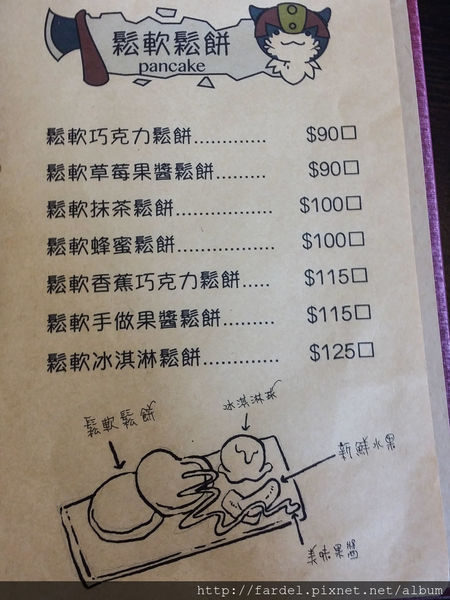 鬆軟鬆餅
pancake
鬆軟巧克力鬆餅............. $90□
鬆軟草莓果醬鬆餅......... $90□
鬆軟抹茶鬆餅................. $100□
鬆軟蜂蜜鬆餅................. $100□
鬆軟香蕉巧克力鬆餅..... $115□
鬆軟手做果醬鬆餅......... $115□
鬆軟冰淇淋鬆餅............. $125□
鬆軟鬆餅
冰淇淋球
新鮮水果
美味果醬
http://fardel.pixnet.net/album